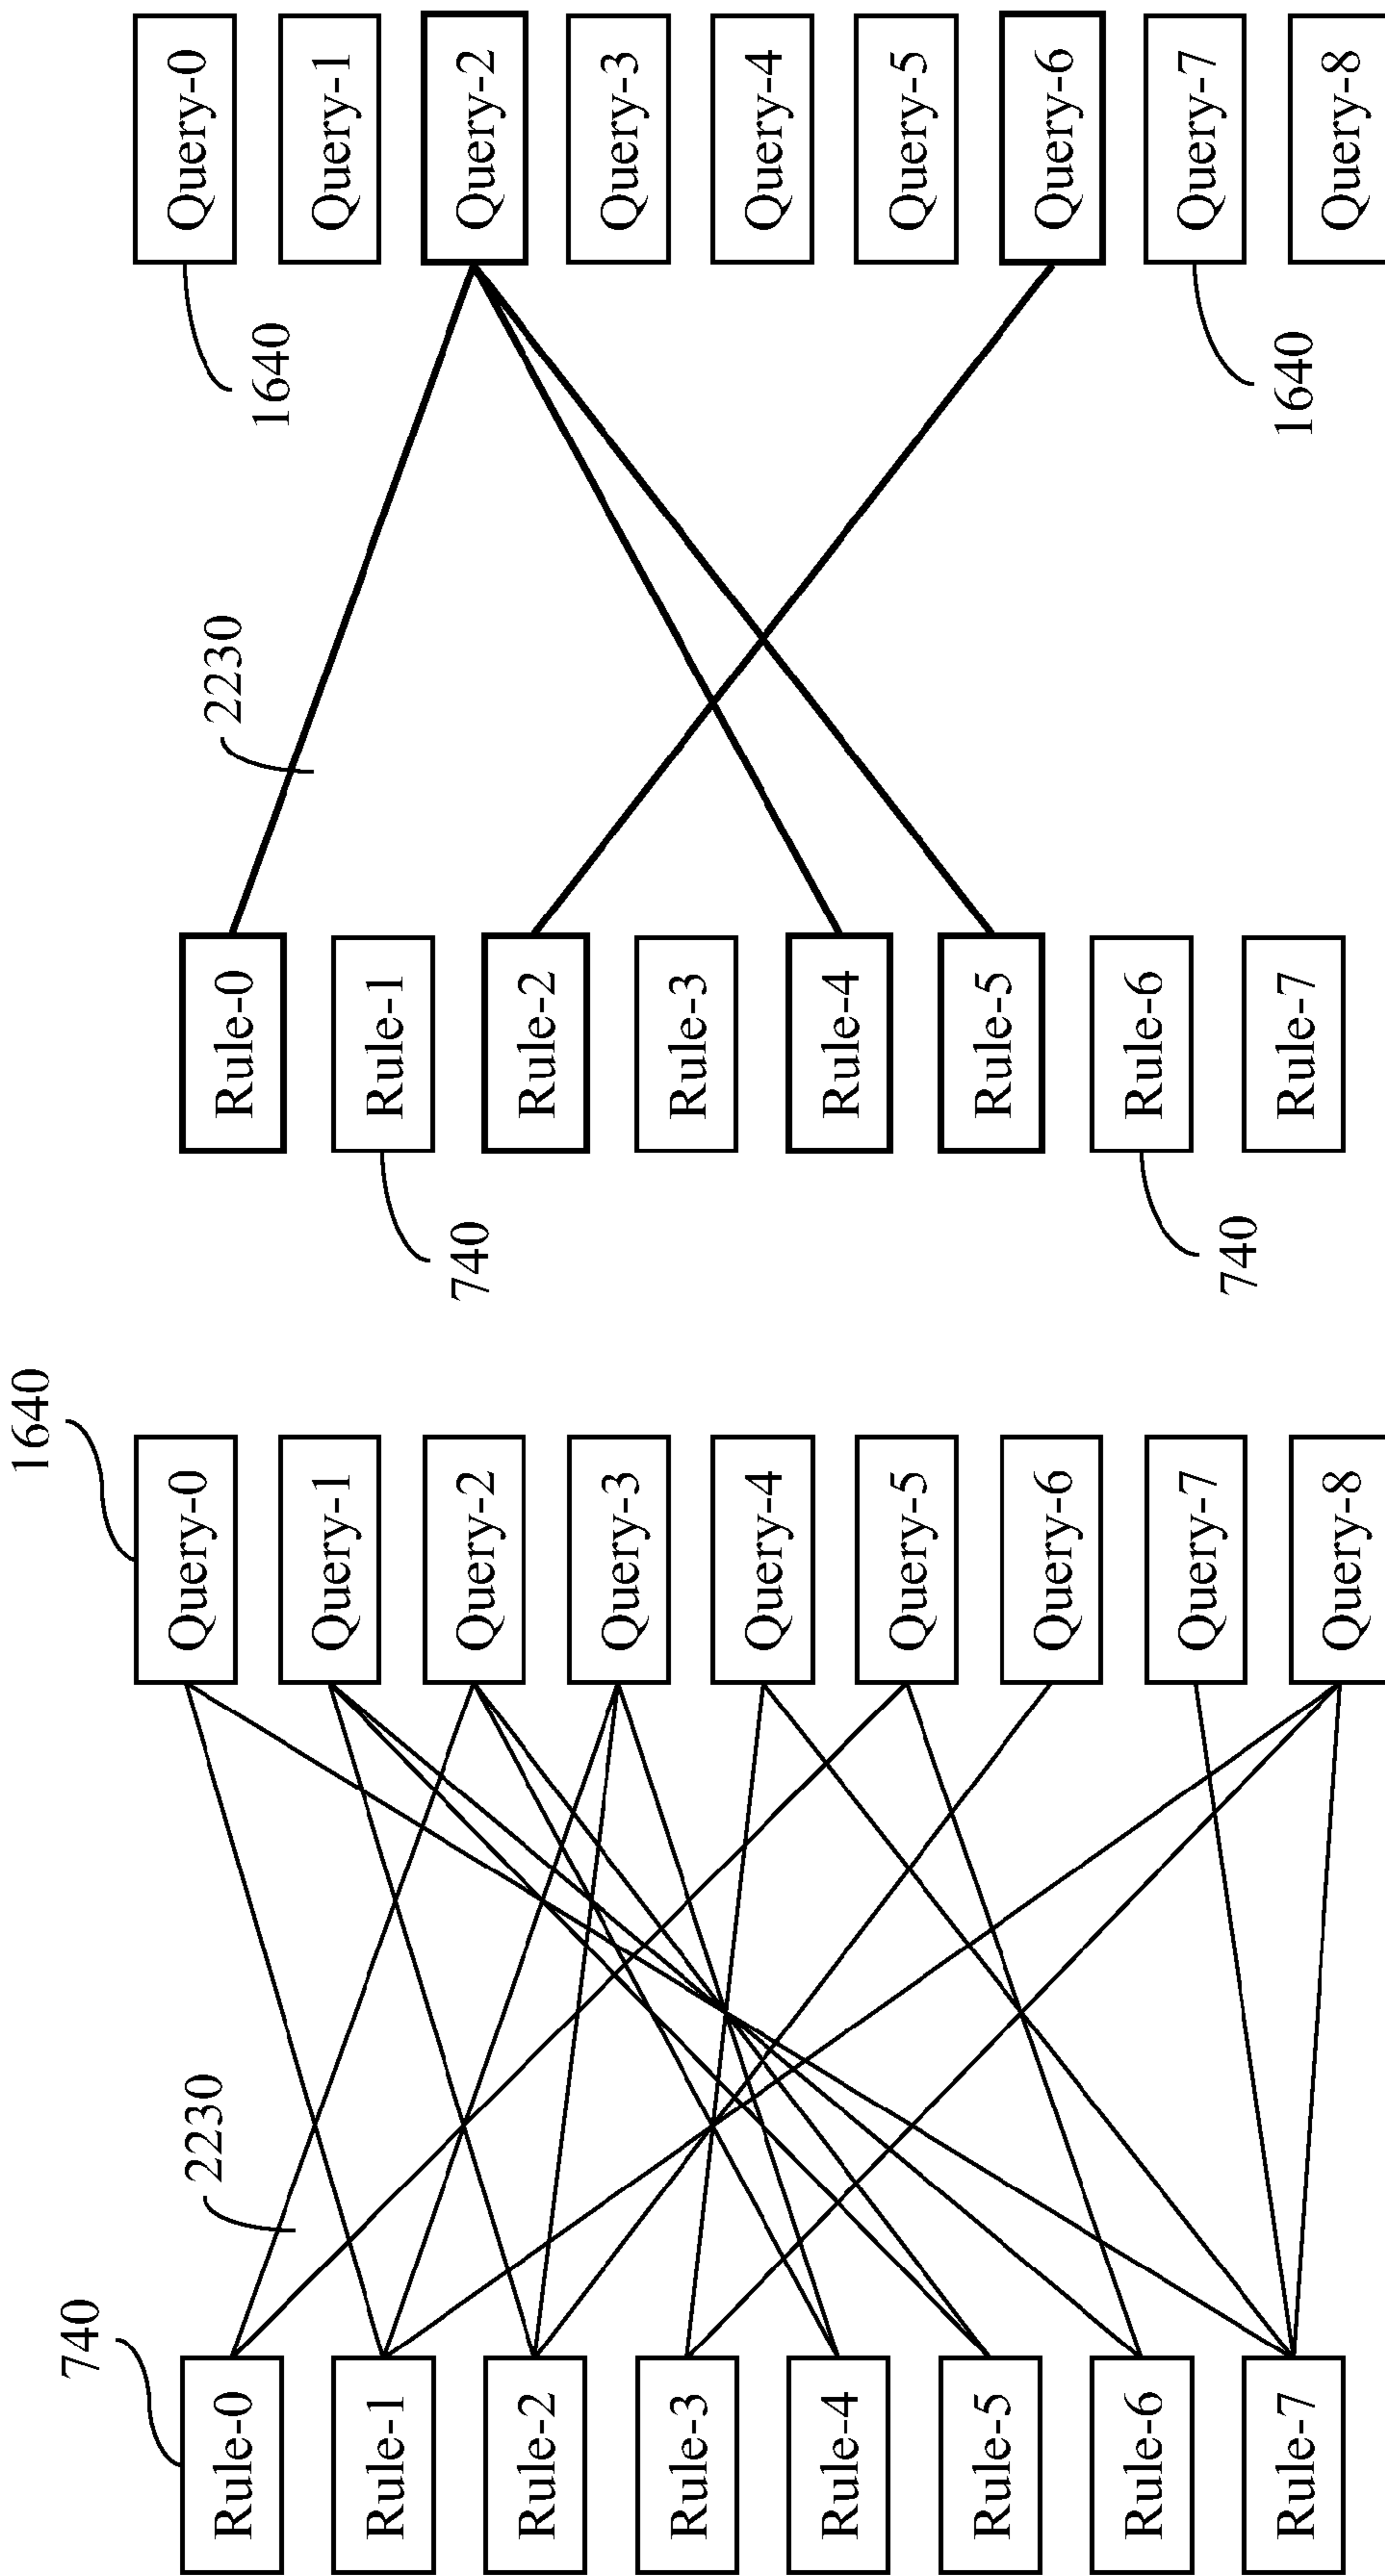 740
2230
1640
Rule-0
Rule-1
Rule-2
Rule-3
Rule-4
Rule-5
Rule-6
Rule-7
Query-0
Query-1
Query-2
Query-3
Query-4
Query-5
Query-6
Query-7
Query-8
740
740
2230
1640
1640
Rule-0
Rule-1
Rule-2
Rule-3
Rule-4
Rule-5
Rule-6
Rule-7
Query-0
Query-1
Query-2
Query-3
Query-4
Query-5
Query-6
Query-7
Query-8